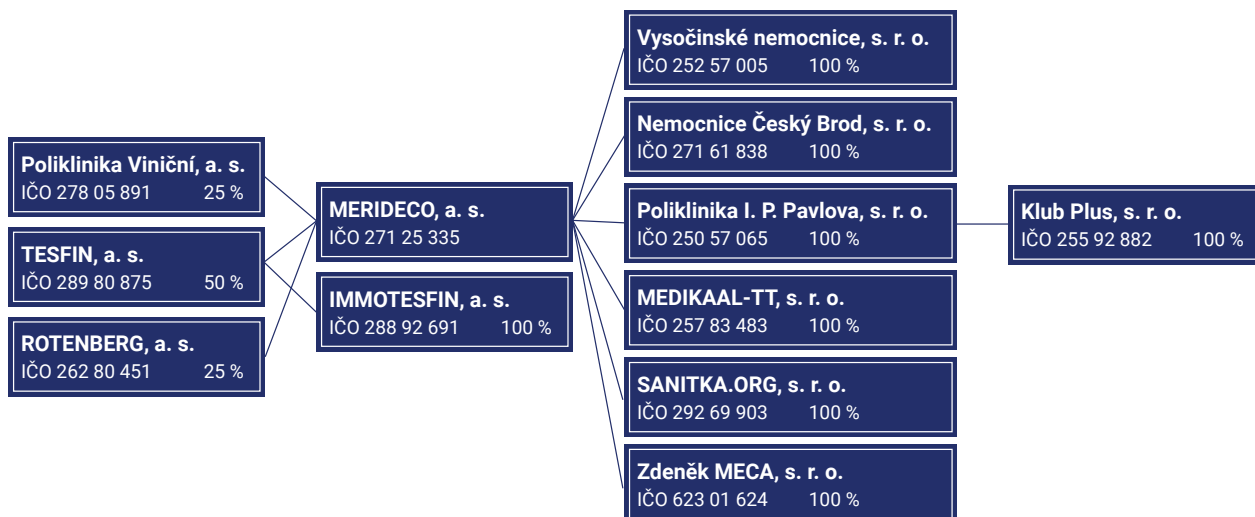 Poliklinika Viniční, a. s.
IČO 278 05 891 25 %
TESFIN, a. s.
IČO 289 80 875 50 %
ROTENBERG, a. s.
IČO 262 80 451 25 %
MERIDECO, a. s.
IČO 271 25 335
IMMOTESFIN, a. s.
IČO 288 92 691 100 %
Vysočinské nemocnice, s. r. o.
IČO 252 57 005 100 %
Nemocnice Český Brod, s. r. o.
IČO 271 61 838 100 %
Poliklinika I. P. Pavlova, s. r. o.
IČO 250 57 065 100 %
MEDIKAAL-TT, s. r. o.
IČO 257 83 483 100 %
SANITKA.ORG, s. r. o.
IČO 292 69 903 100 %
Zdeněk MECA, s. r. o.
IČO 623 01 624 100 %
Klub Plus, s. r. o.
IČO 255 92 882 100 %